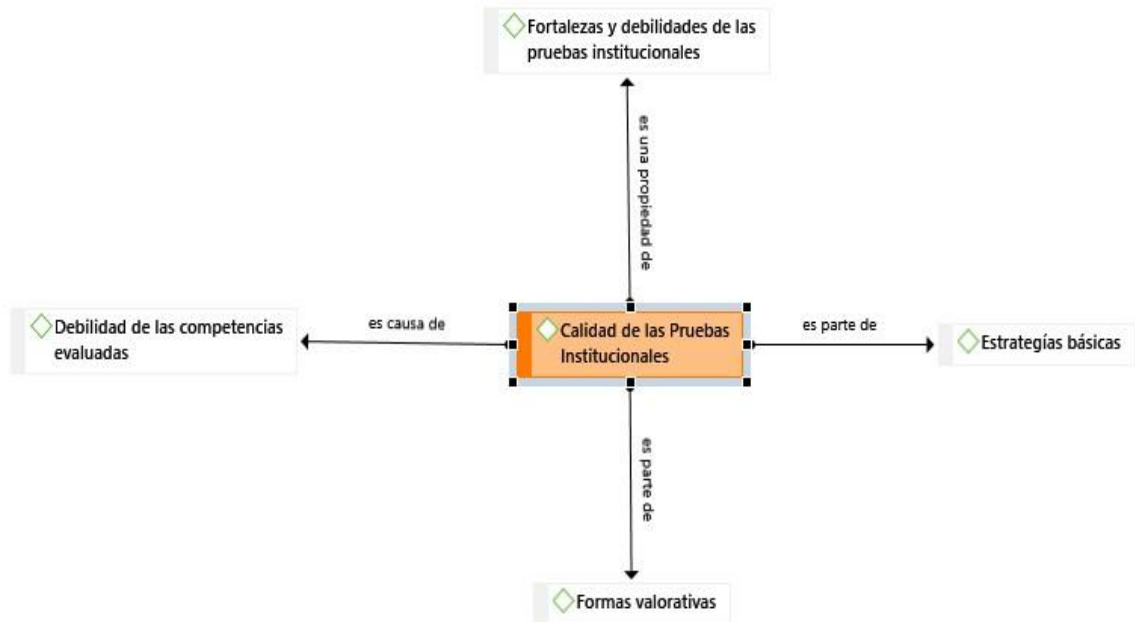 Fortalezas y debilidades de las
pruebas institucionales
es una propiedad de
Debilidad de las competencias
evaluadas
es causa de
Calidad de las Pruebas
Institucionales
es parte de
Estrategías básicas
es parte de
Formas valorativas